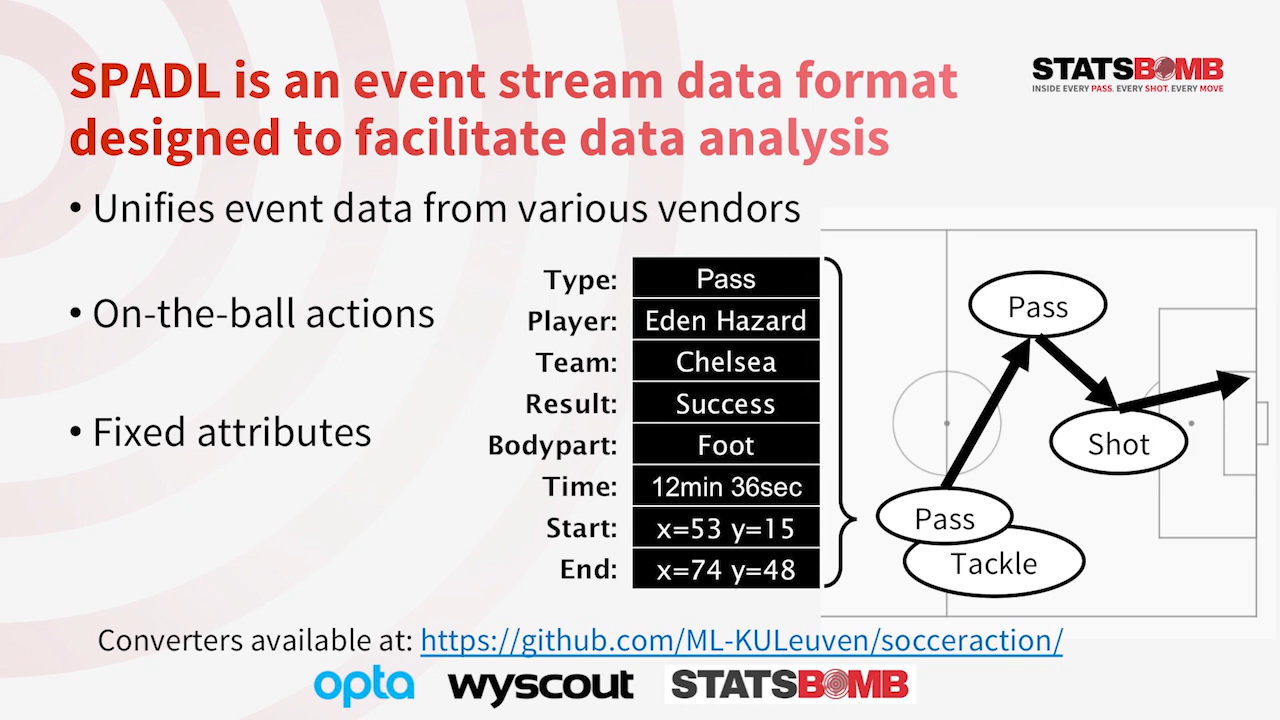 SPADL is an event stream data format
designed to facilitate data analysis
STATSBOMB
INSIDE EVERY PASS. EVERY SHOT. EVERY MOVE
• Unifies event data from various vendors
• On-the-ball actions
• Fixed attributes
Type: Pass
Player: Eden Hazard
Team: Chelsea
Result: Success
Bodypart: Foot
Time: 12min 36sec
Start: x=53 y=15
End: x=74 y=48
Pass
Shot
Pass
Tackle
Converters available at: https://github.com/ML-KULeuven/socceraction/
opta wyscout STATSBOMB